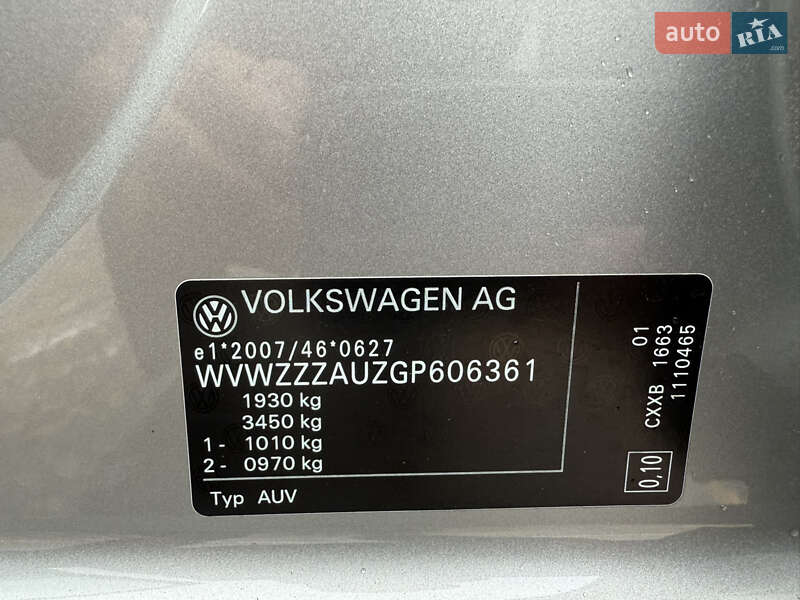 auto RIA
.com
VOLKSWAGEN AG
e1*2007/46*0627
WVWZZZAUZGP606361
1930 kg
3450 kg
1 - 1010 kg
2 - 0970 kg
Typ AUV
01
CXXB 1663
1110465
0,10